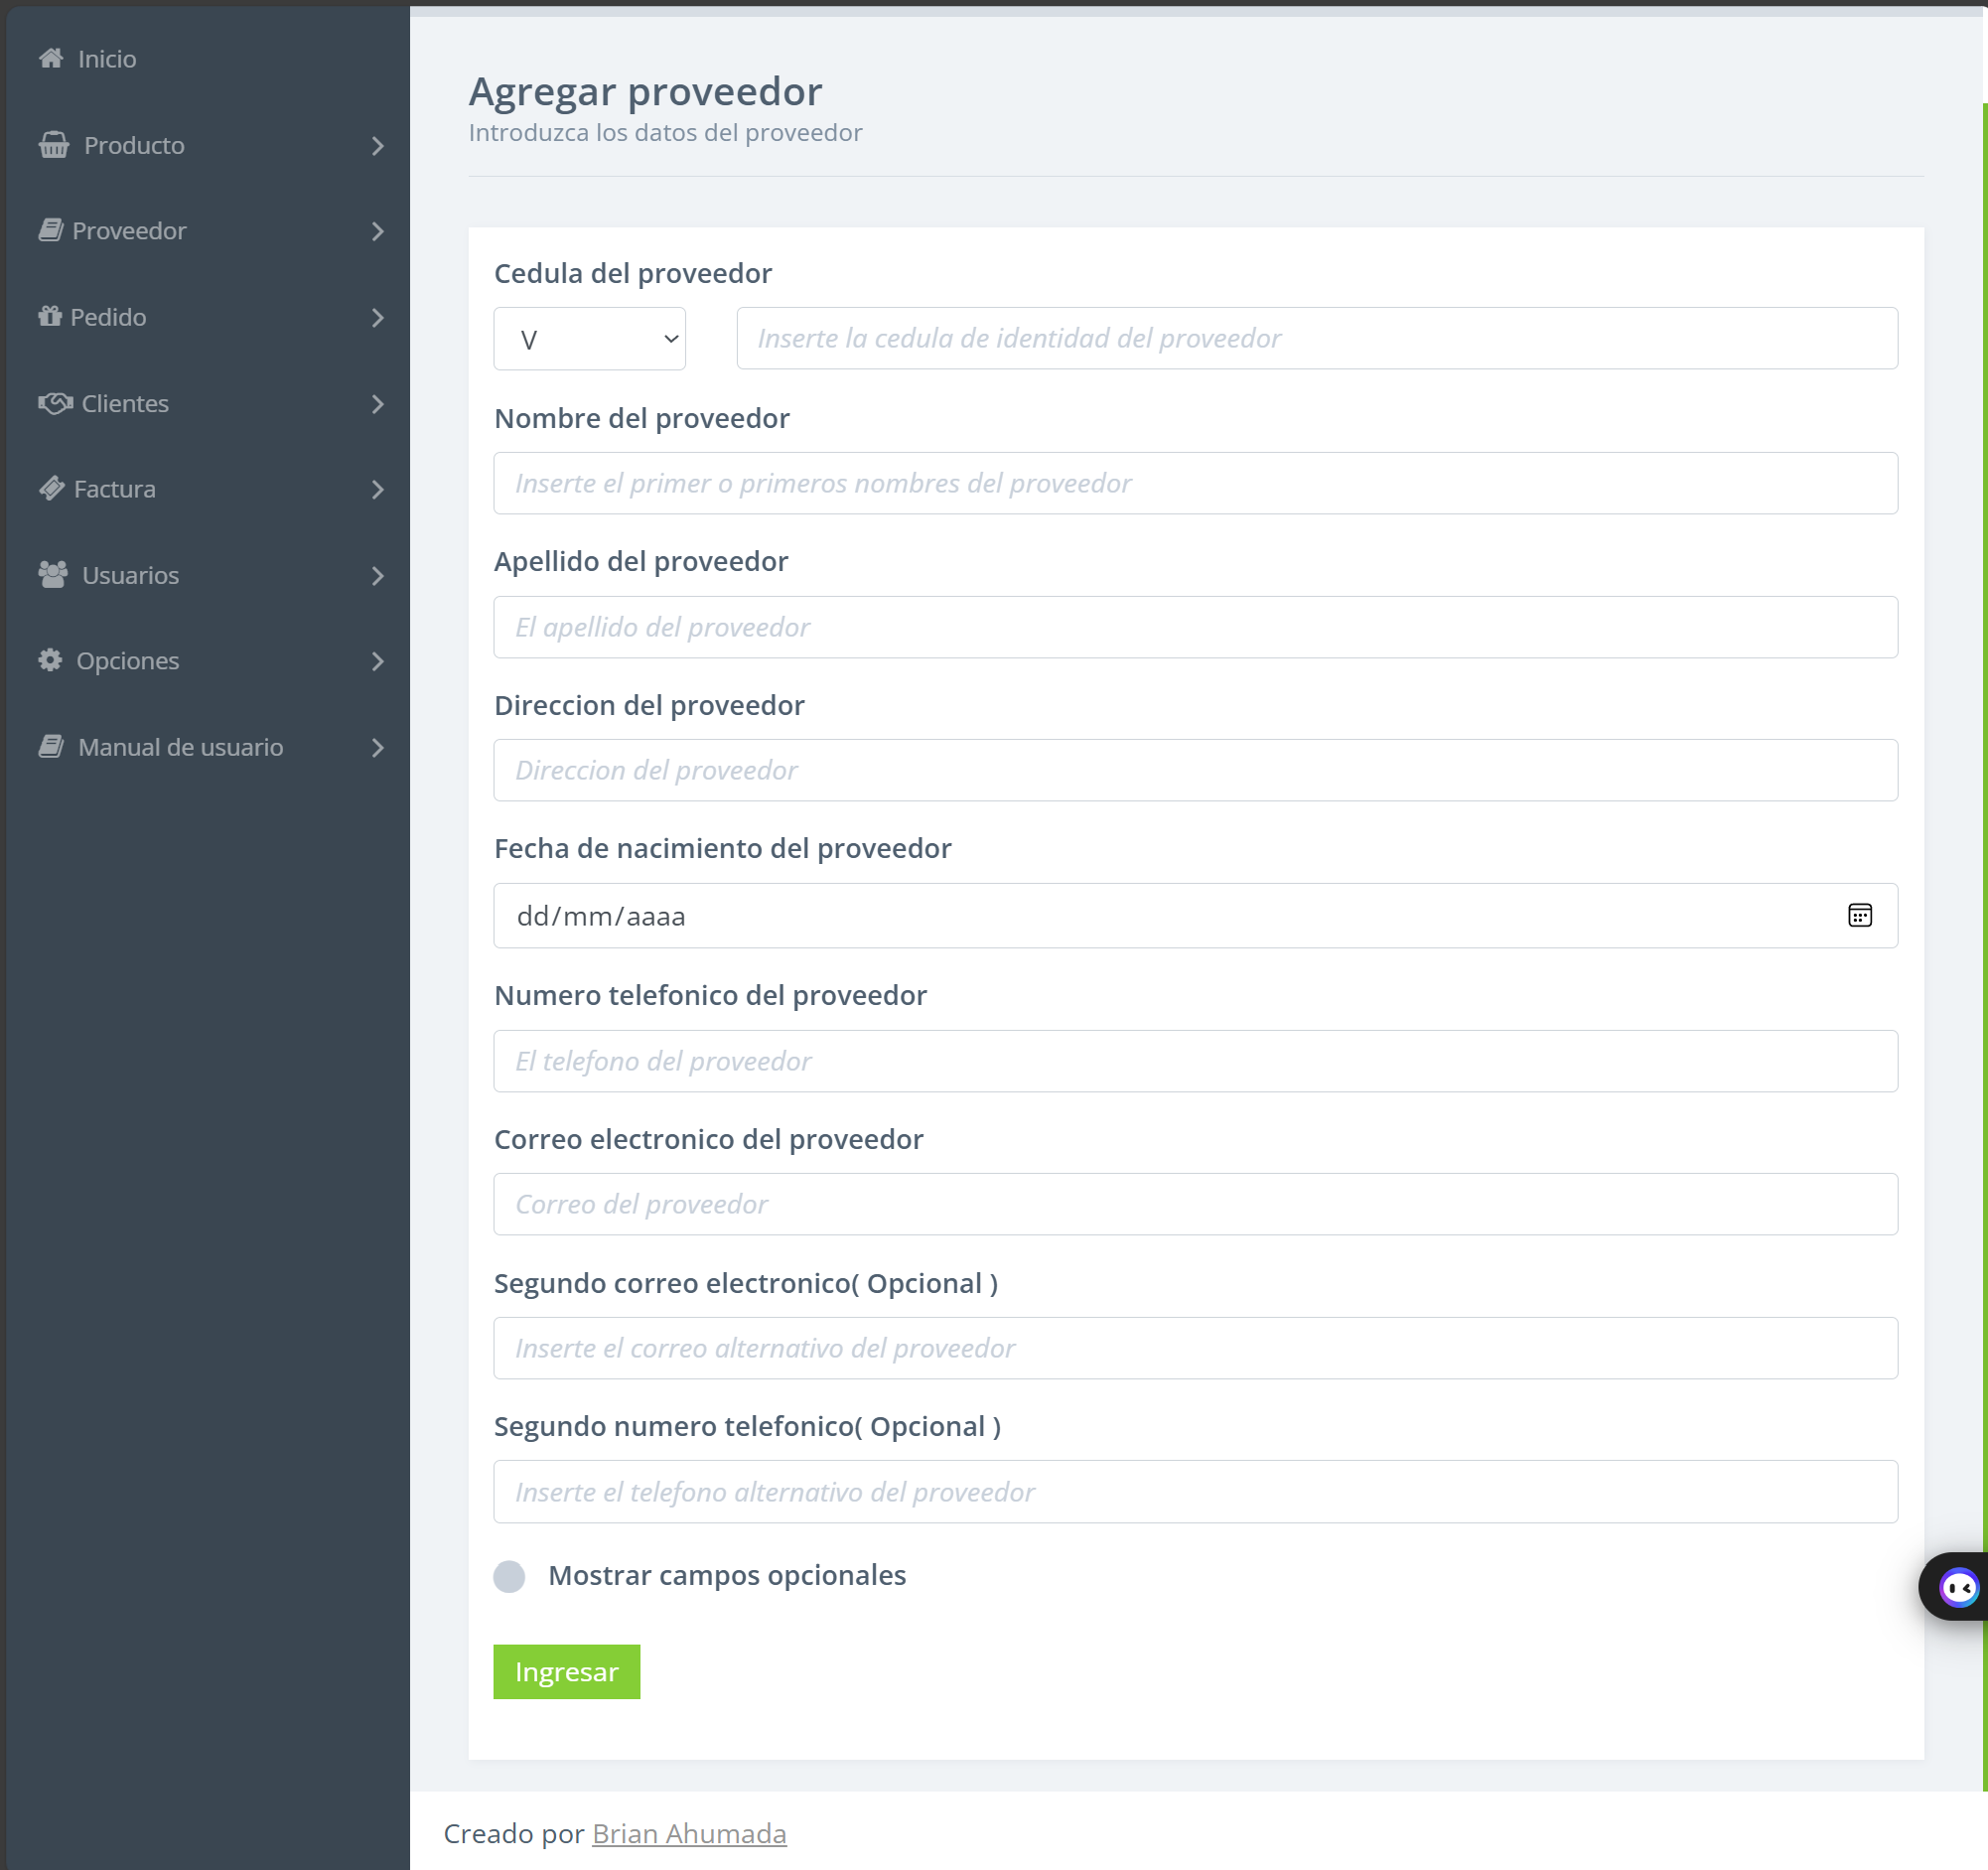 Inicio
Producto
Proveedor
Pedido
Clientes
Factura
Usuarios
Opciones
Manual de usuario
Agregar proveedor
Introduzca los datos del proveedor
Cedula del proveedor
V
Inserte la cedula de identidad del proveedor
Nombre del proveedor
Inserte el primer o primeros nombres del proveedor
Apellido del proveedor
El apellido del proveedor
Direccion del proveedor
Direccion del proveedor
Fecha de nacimiento del proveedor
dd/mm/aaaa
Numero telefonico del proveedor
El telefono del proveedor
Correo electronico del proveedor
Correo del proveedor
Segundo correo electronico( Opcional )
Inserte el correo alternativo del proveedor
Segundo numero telefonico( Opcional )
Inserte el telefono alternativo del proveedor
Mostrar campos opcionales
Ingresar
Creado por Brian Ahumada